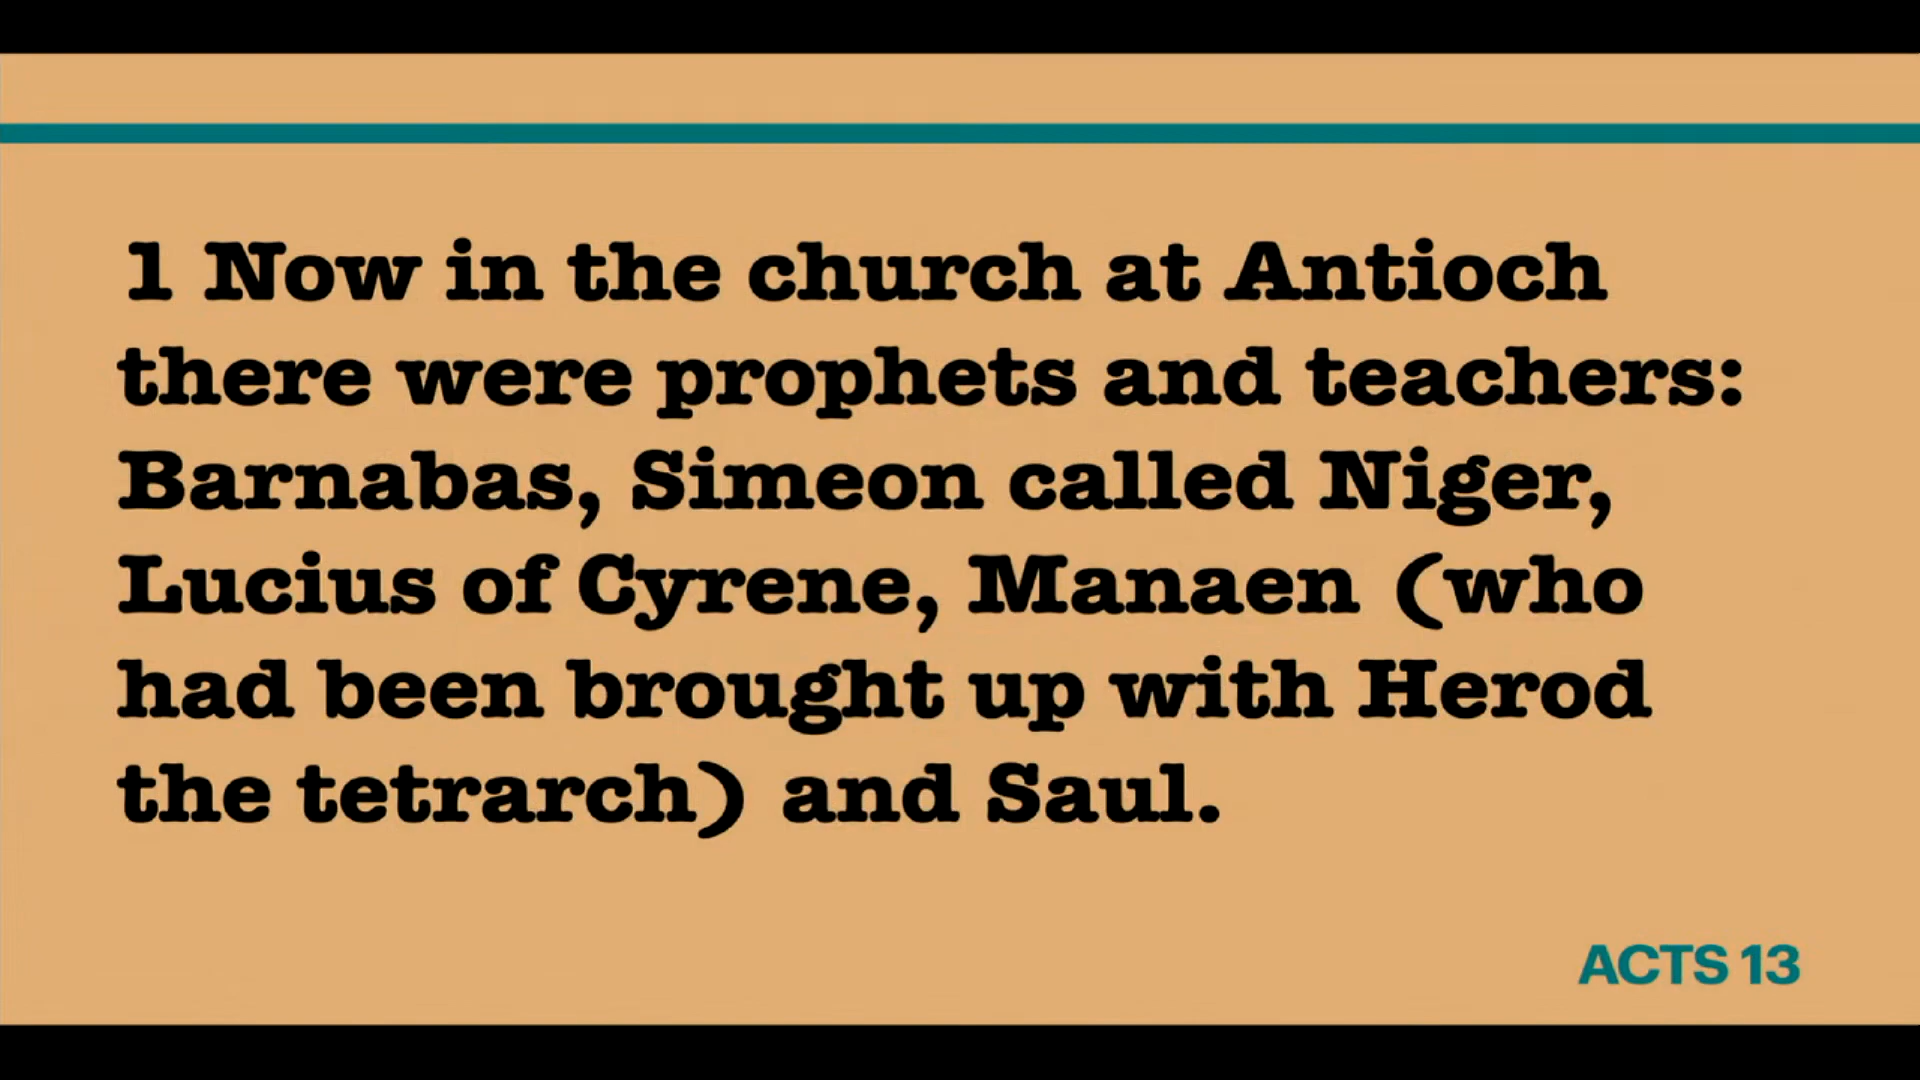 1 Now in the church at Antioch
there were prophets and teachers:
Barnabas, Simeon called Niger,
Lucius of Cyrene, Manaen (who
had been brought up with Herod
the tetrarch) and Saul.
ACTS 13